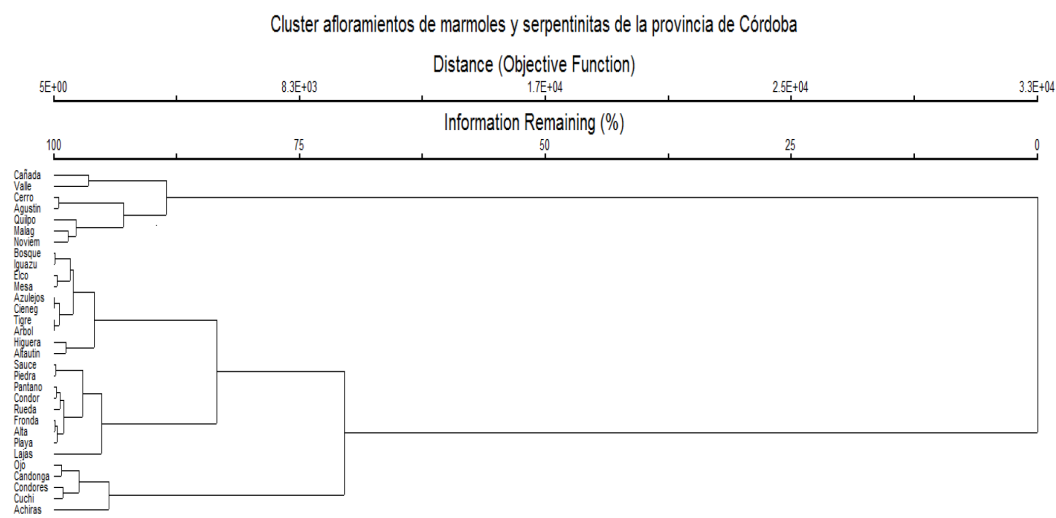 Cluster afloramientos de marmoles y serpentinitas de la provincia de Córdoba
Distance (Objective Function)
5E+00 8.3E+03 1.7E+04 2.5E+04 3.3E+04
Information Remaining (%)
100 75 50 25 0
Cañada
Valle
Cerro
Agustin
Quilpo
Malag
Noviem
Bosque
Iguazu
Elco
Mesa
Azulejos
Cieneg
Tigre
Arbol
Higuera
Altautin
Sauce
Piedra
Pantano
Condor
Rueda
Fronda
Alta
Playa
Lajas
Ojo
Candonga
Condores
Cuchi
Achiras